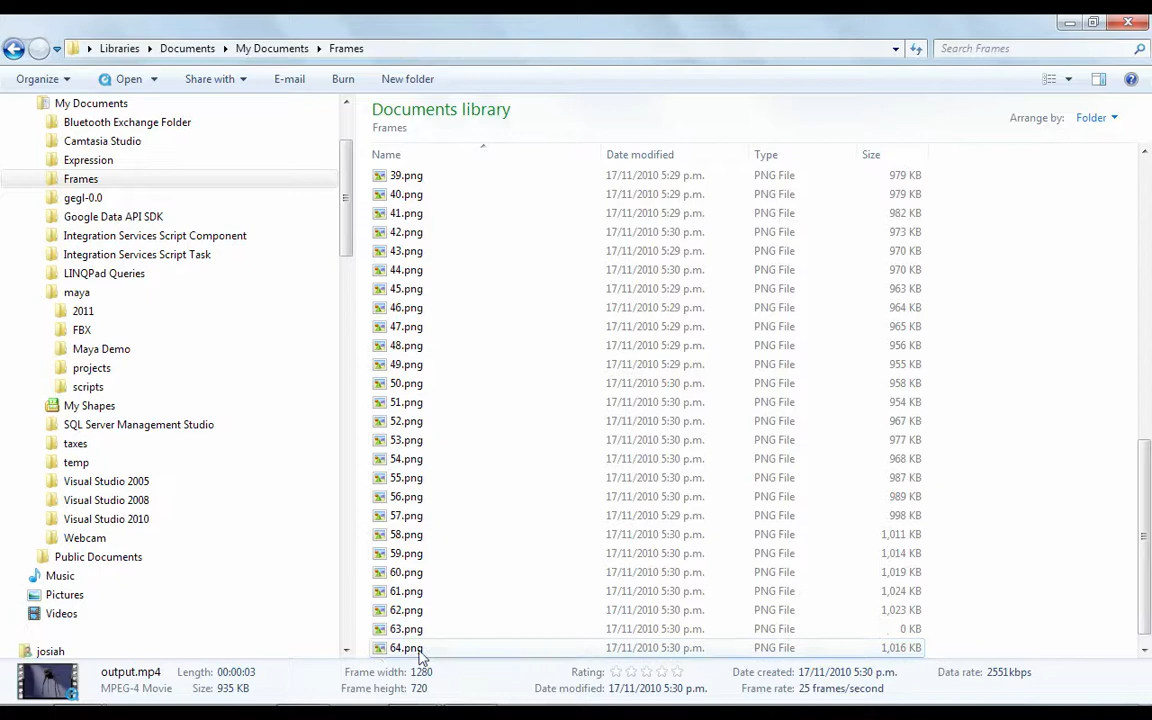 Libraries Documents My Documents Frames Search Frames
Organize Open Share with E-mail Burn New folder
My Documents
Bluetooth Exchange Folder
Camtasia Studio
Expression
Frames
gegl-0.0
Google Data API SDK
Integration Services Script Component
Integration Services Script Task
LINQPad Queries
maya
2011
FBX
Maya Demo
projects
scripts
My Shapes
SQL Server Management Studio
taxes
temp
Visual Studio 2005
Visual Studio 2008
Visual Studio 2010
Webcam
Public Documents
Music
Pictures
Videos
josiah
Documents library
Frames
Arrange by: Folder
Name Date modified Type Size
39.png 17/11/2010 5:29 p.m. PNG File 979 KB
40.png 17/11/2010 5:29 p.m. PNG File 979 KB
41.png 17/11/2010 5:29 p.m. PNG File 982 KB
42.png 17/11/2010 5:30 p.m. PNG File 973 KB
43.png 17/11/2010 5:29 p.m. PNG File 970 KB
44.png 17/11/2010 5:30 p.m. PNG File 970 KB
45.png 17/11/2010 5:29 p.m. PNG File 963 KB
46.png 17/11/2010 5:29 p.m. PNG File 964 KB
47.png 17/11/2010 5:29 p.m. PNG File 965 KB
48.png 17/11/2010 5:29 p.m. PNG File 956 KB
49.png 17/11/2010 5:29 p.m. PNG File 955 KB
50.png 17/11/2010 5:30 p.m. PNG File 958 KB
51.png 17/11/2010 5:30 p.m. PNG File 954 KB
52.png 17/11/2010 5:30 p.m. PNG File 967 KB
53.png 17/11/2010 5:30 p.m. PNG File 977 KB
54.png 17/11/2010 5:30 p.m. PNG File 968 KB
55.png 17/11/2010 5:30 p.m. PNG File 987 KB
56.png 17/11/2010 5:30 p.m. PNG File 989 KB
57.png 17/11/2010 5:29 p.m. PNG File 998 KB
58.png 17/11/2010 5:30 p.m. PNG File 1,011 KB
59.png 17/11/2010 5:30 p.m. PNG File 1,014 KB
60.png 17/11/2010 5:30 p.m. PNG File 1,019 KB
61.png 17/11/2010 5:30 p.m. PNG File 1,024 KB
62.png 17/11/2010 5:30 p.m. PNG File 1,023 KB
63.png 17/11/2010 5:30 p.m. PNG File 0 KB
64.png 17/11/2010 5:30 p.m. PNG File 1,016 KB
output.mp4 Length: 00:00:03 Frame width: 1280 Rating: Date created: 17/11/2010 5:30 p.m. Data rate: 2551kbps
MPEG-4 Movie Size: 935 KB Frame height: 720 Date modified: 17/11/2010 5:30 p.m. Frame rate: 25 frames/second